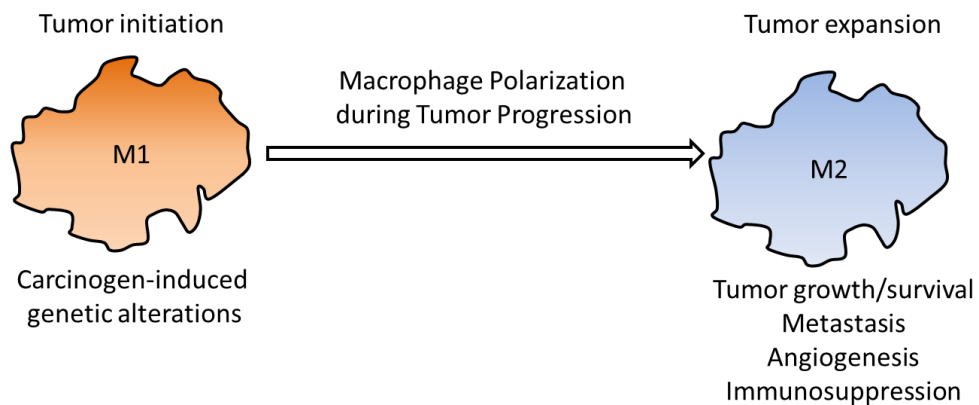 Tumor initiation
M1
Carcinogen-induced
genetic alterations
Macrophage Polarization
during Tumor Progression
Tumor expansion
M2
Tumor growth/survival
Metastasis
Angiogenesis
Immunosuppression